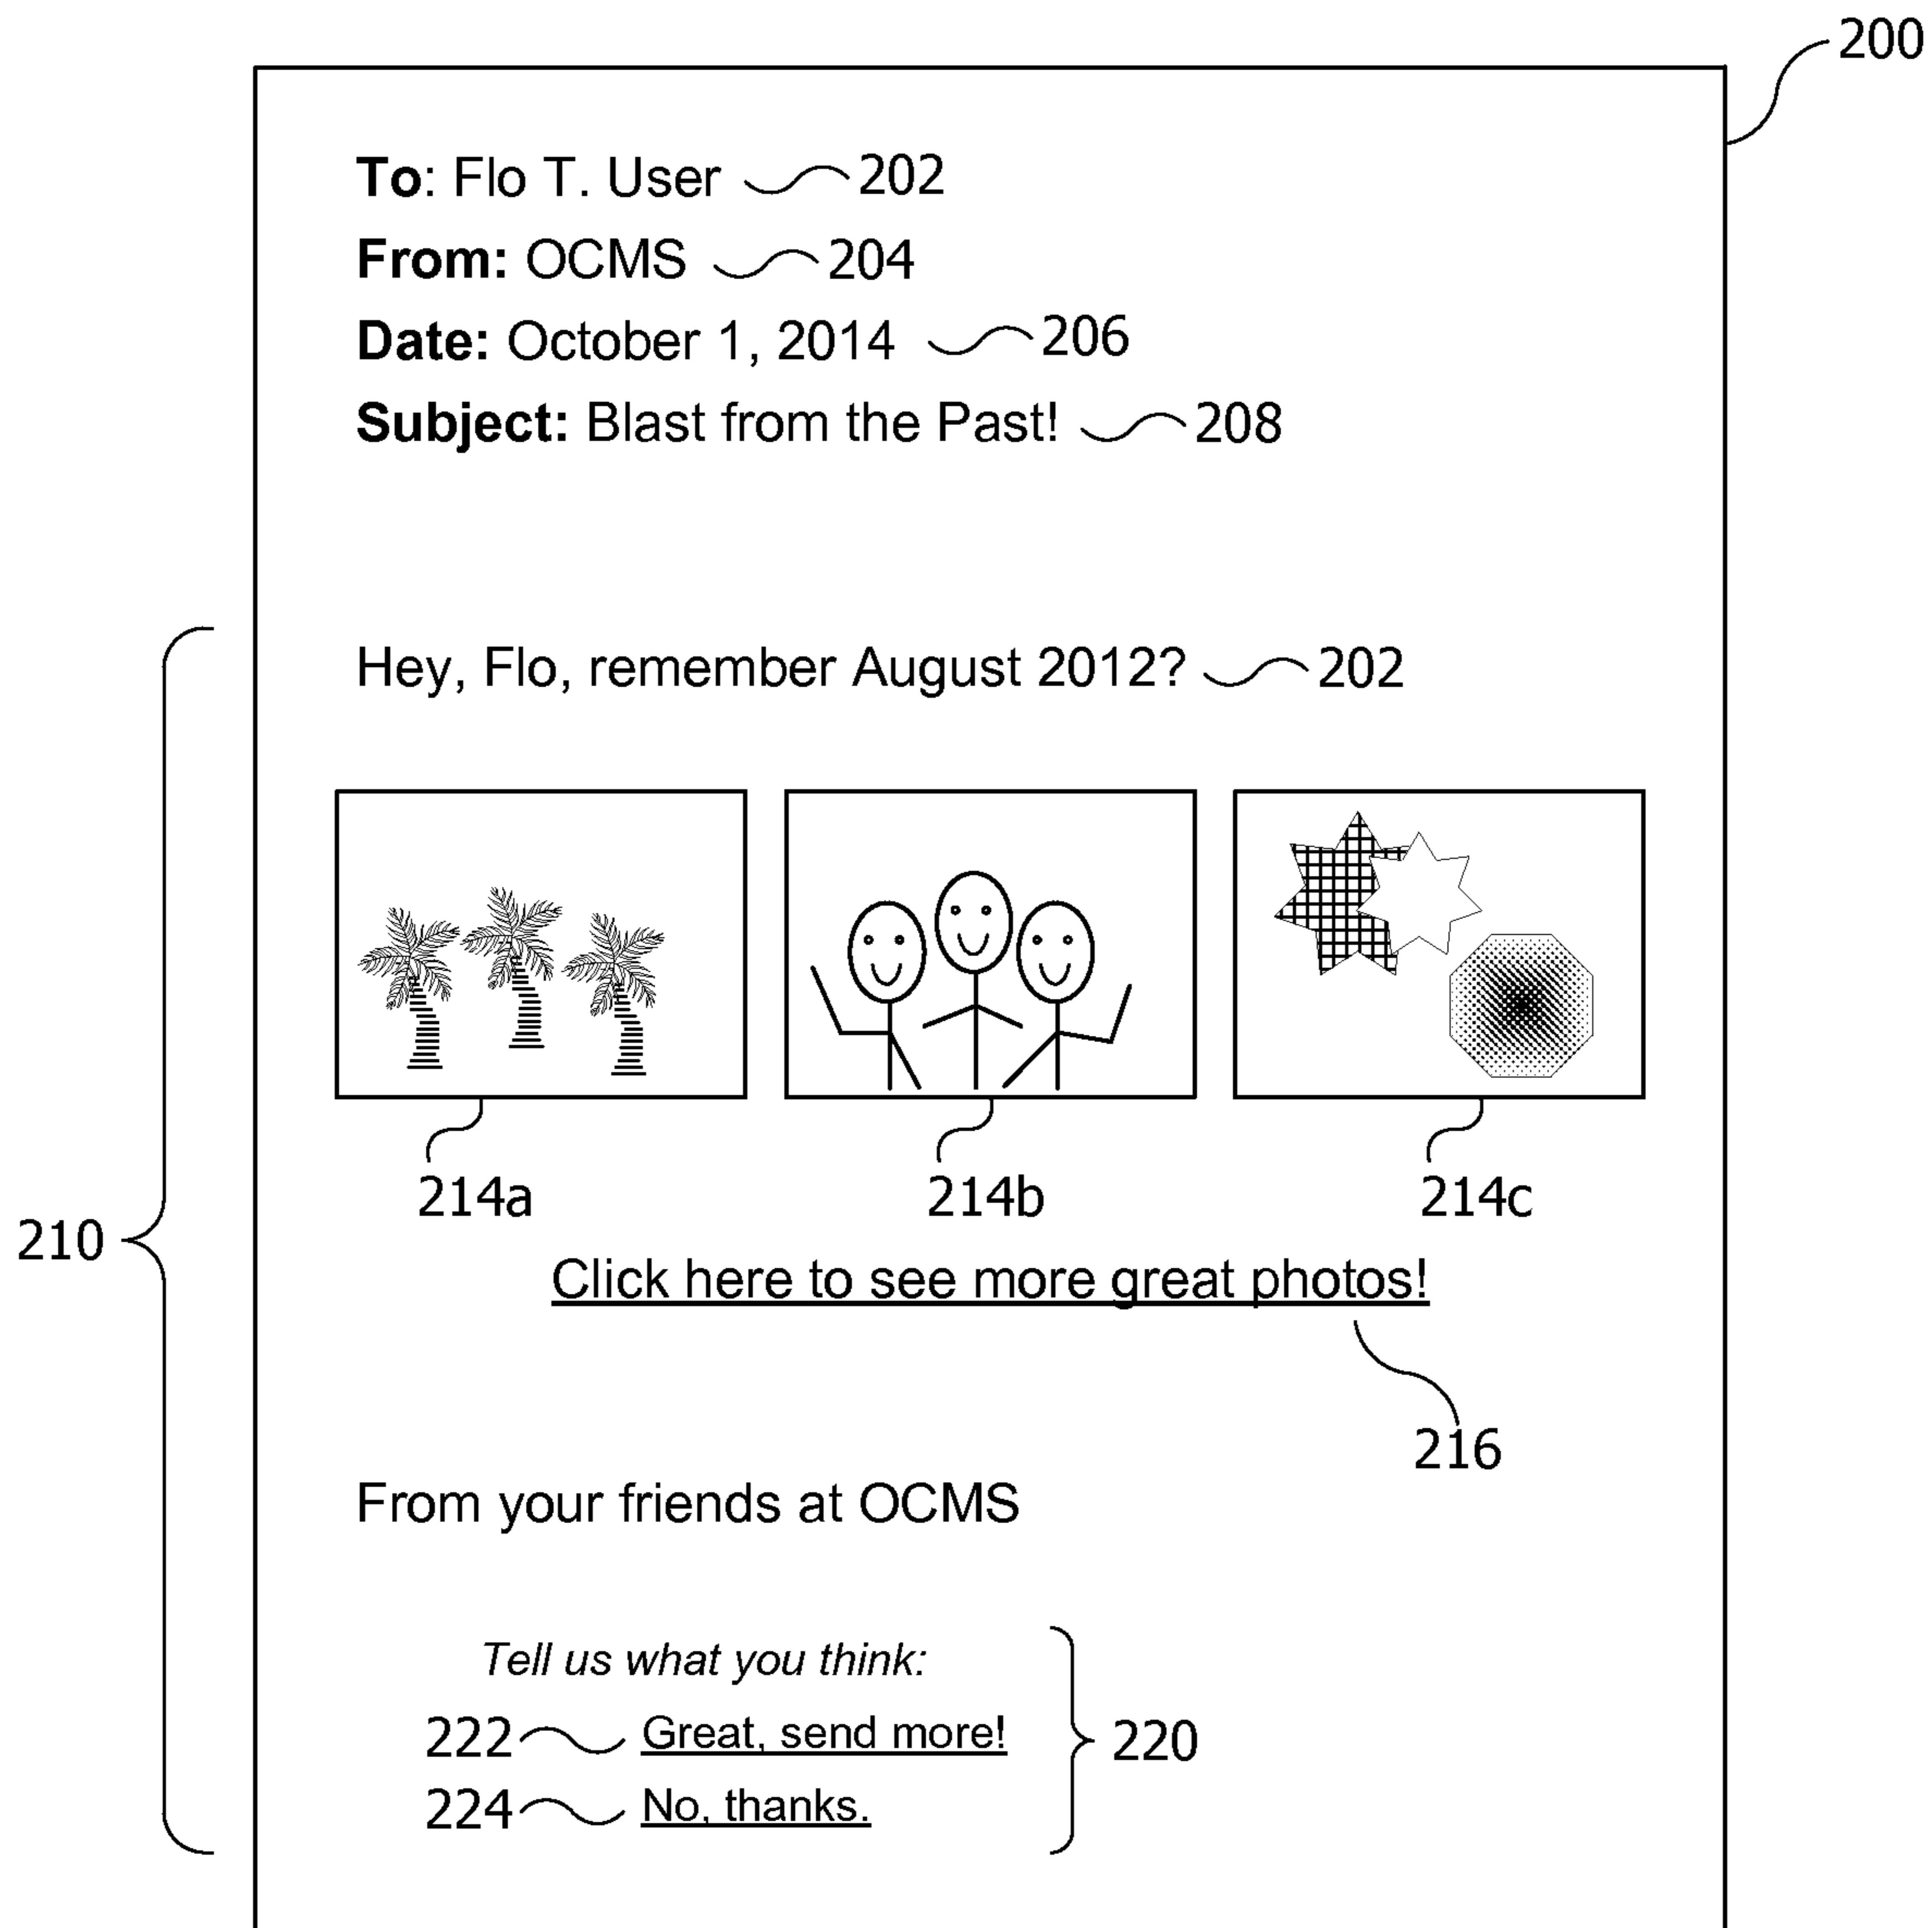 200
To: Flo T. User 202
From: OCMS 204
Date: October 1, 2014 206
Subject: Blast from the Past! 208
Hey, Flo, remember August 2012? 202
214a 214b 214c
210
Click here to see more great photos!
216
From your friends at OCMS
Tell us what you think:
222 Great, send more!
220
224 No, thanks.